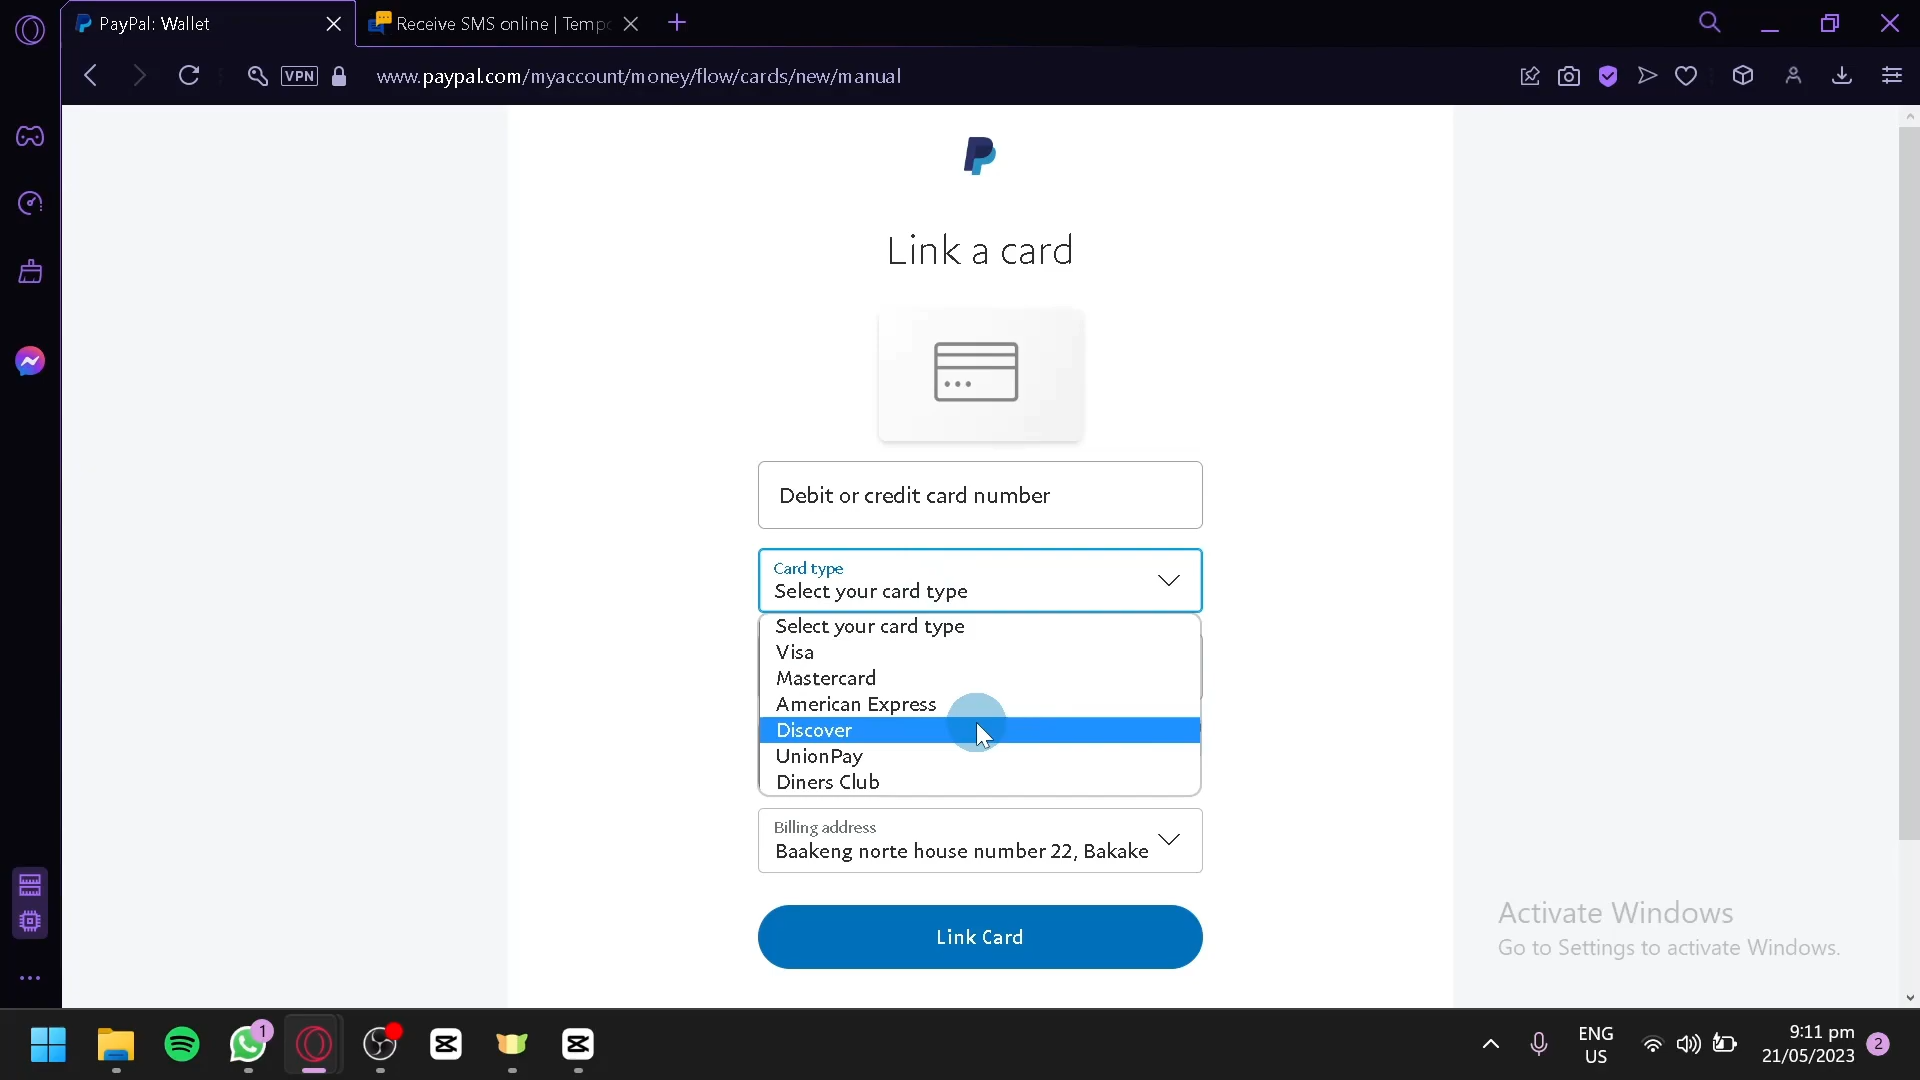 PayPal: Wallet
Receive SMS online | Temp
VPN
www.paypal.com/myaccount/money/flow/cards/new/manual
Link a card
Debit or credit card number
Card type
Select your card type
Select your card type
Visa
Mastercard
American Express
Discover
UnionPay
Diners Club
Billing address
Baakeng norte house number 22, Bakake
Link Card
Activate Windows
Go to Settings to activate Windows.
1
ENG
US
9:11 pm
21/05/2023
2